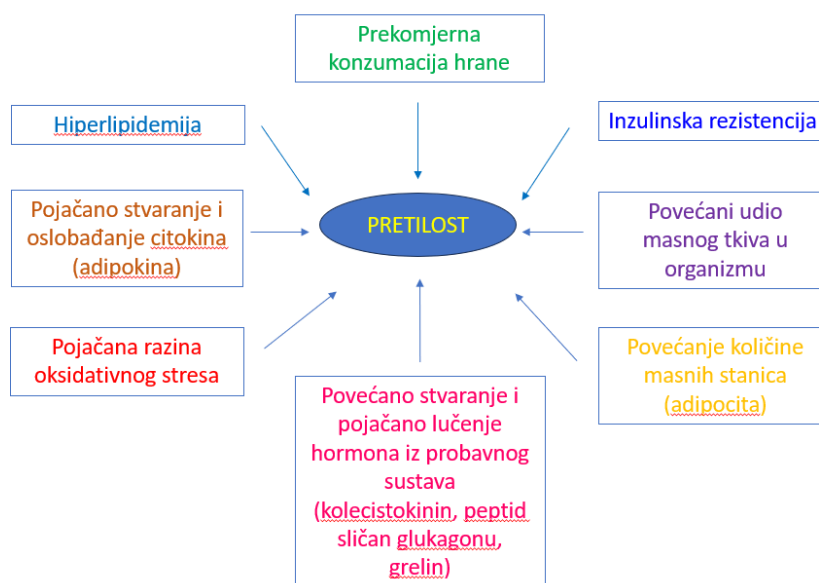 Prekomjerna
konzumacija hrane
Hiperlipidemija
Inzulinska rezistencija
Pojačano stvaranje i
oslobađanje citokina
(adipokina)
PRETILOST
Povećani udio
masnog tkiva u
organizmu
Pojačana razina
oksidativnog stresa
Povećano stvaranje i
pojačano lučenje
hormona iz probavnog
sustava
(kolecistokinin, peptid
sličan glukagonu,
grelin)
Povećanje količine
masnih stanica
(adipocita)